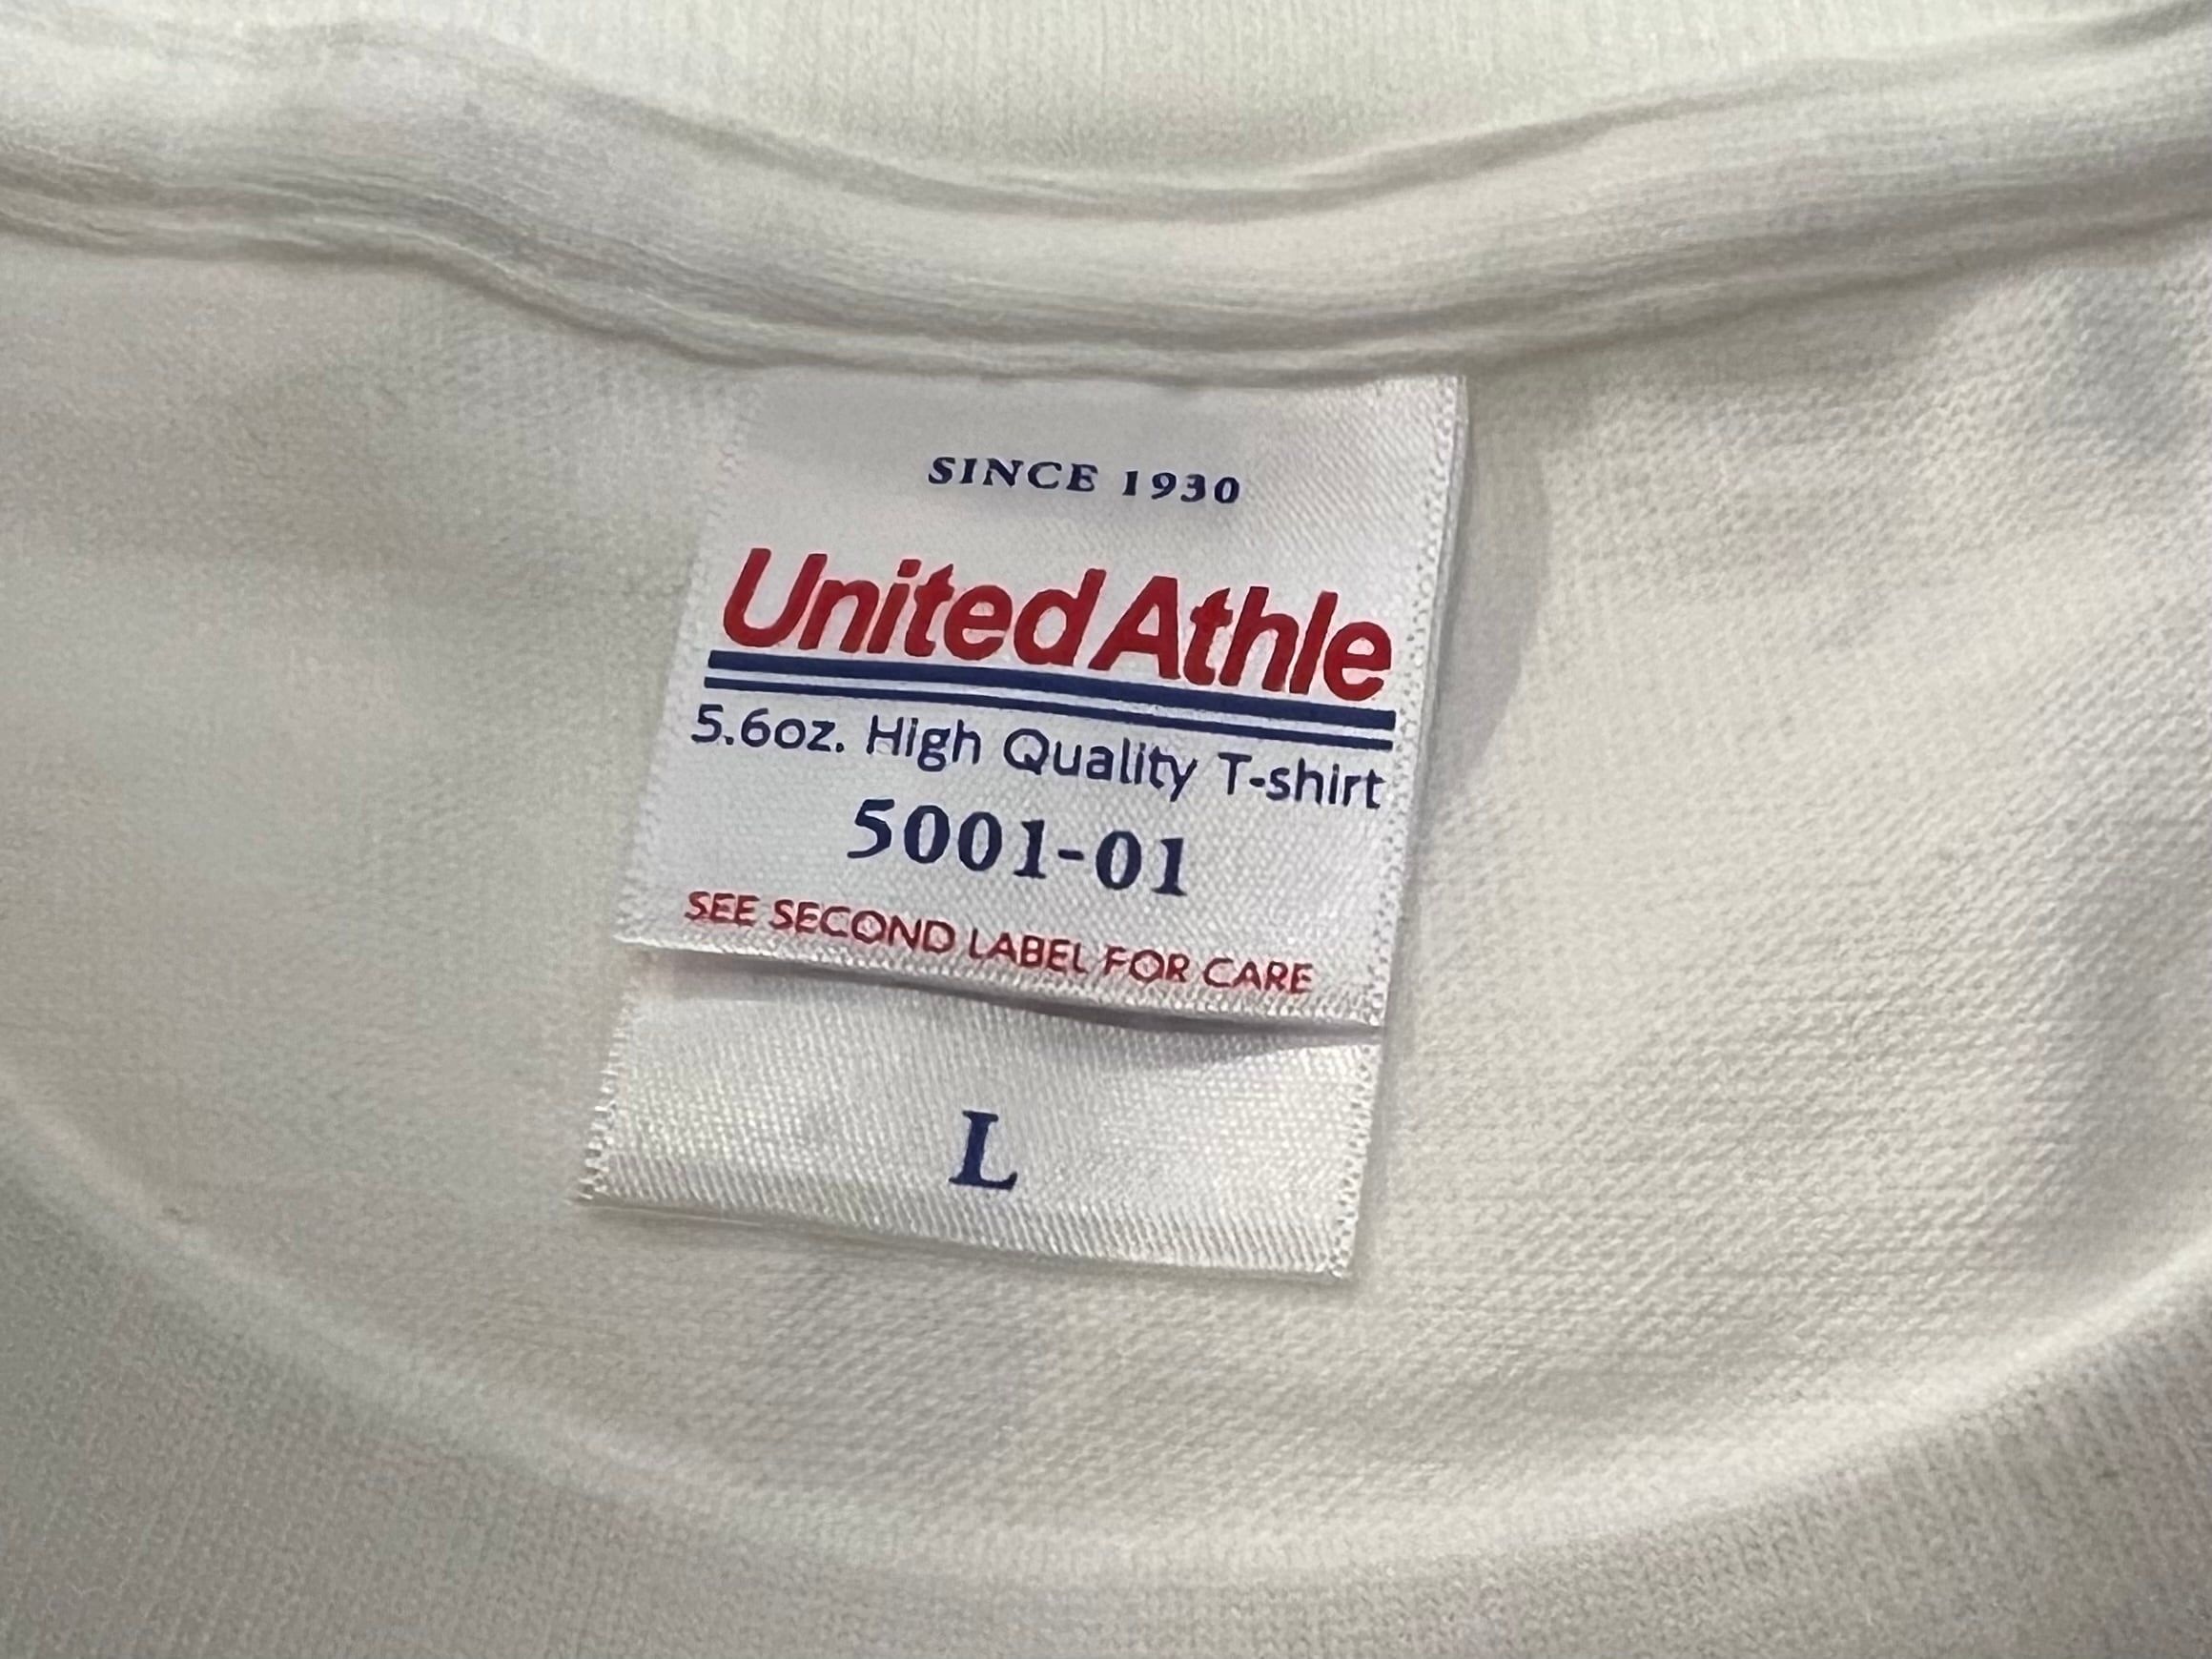 SINCE 1930
United Athle
5.6oz. High Quality T-shirt
5001-01
SEE SECOND LABEL FOR CARE
L